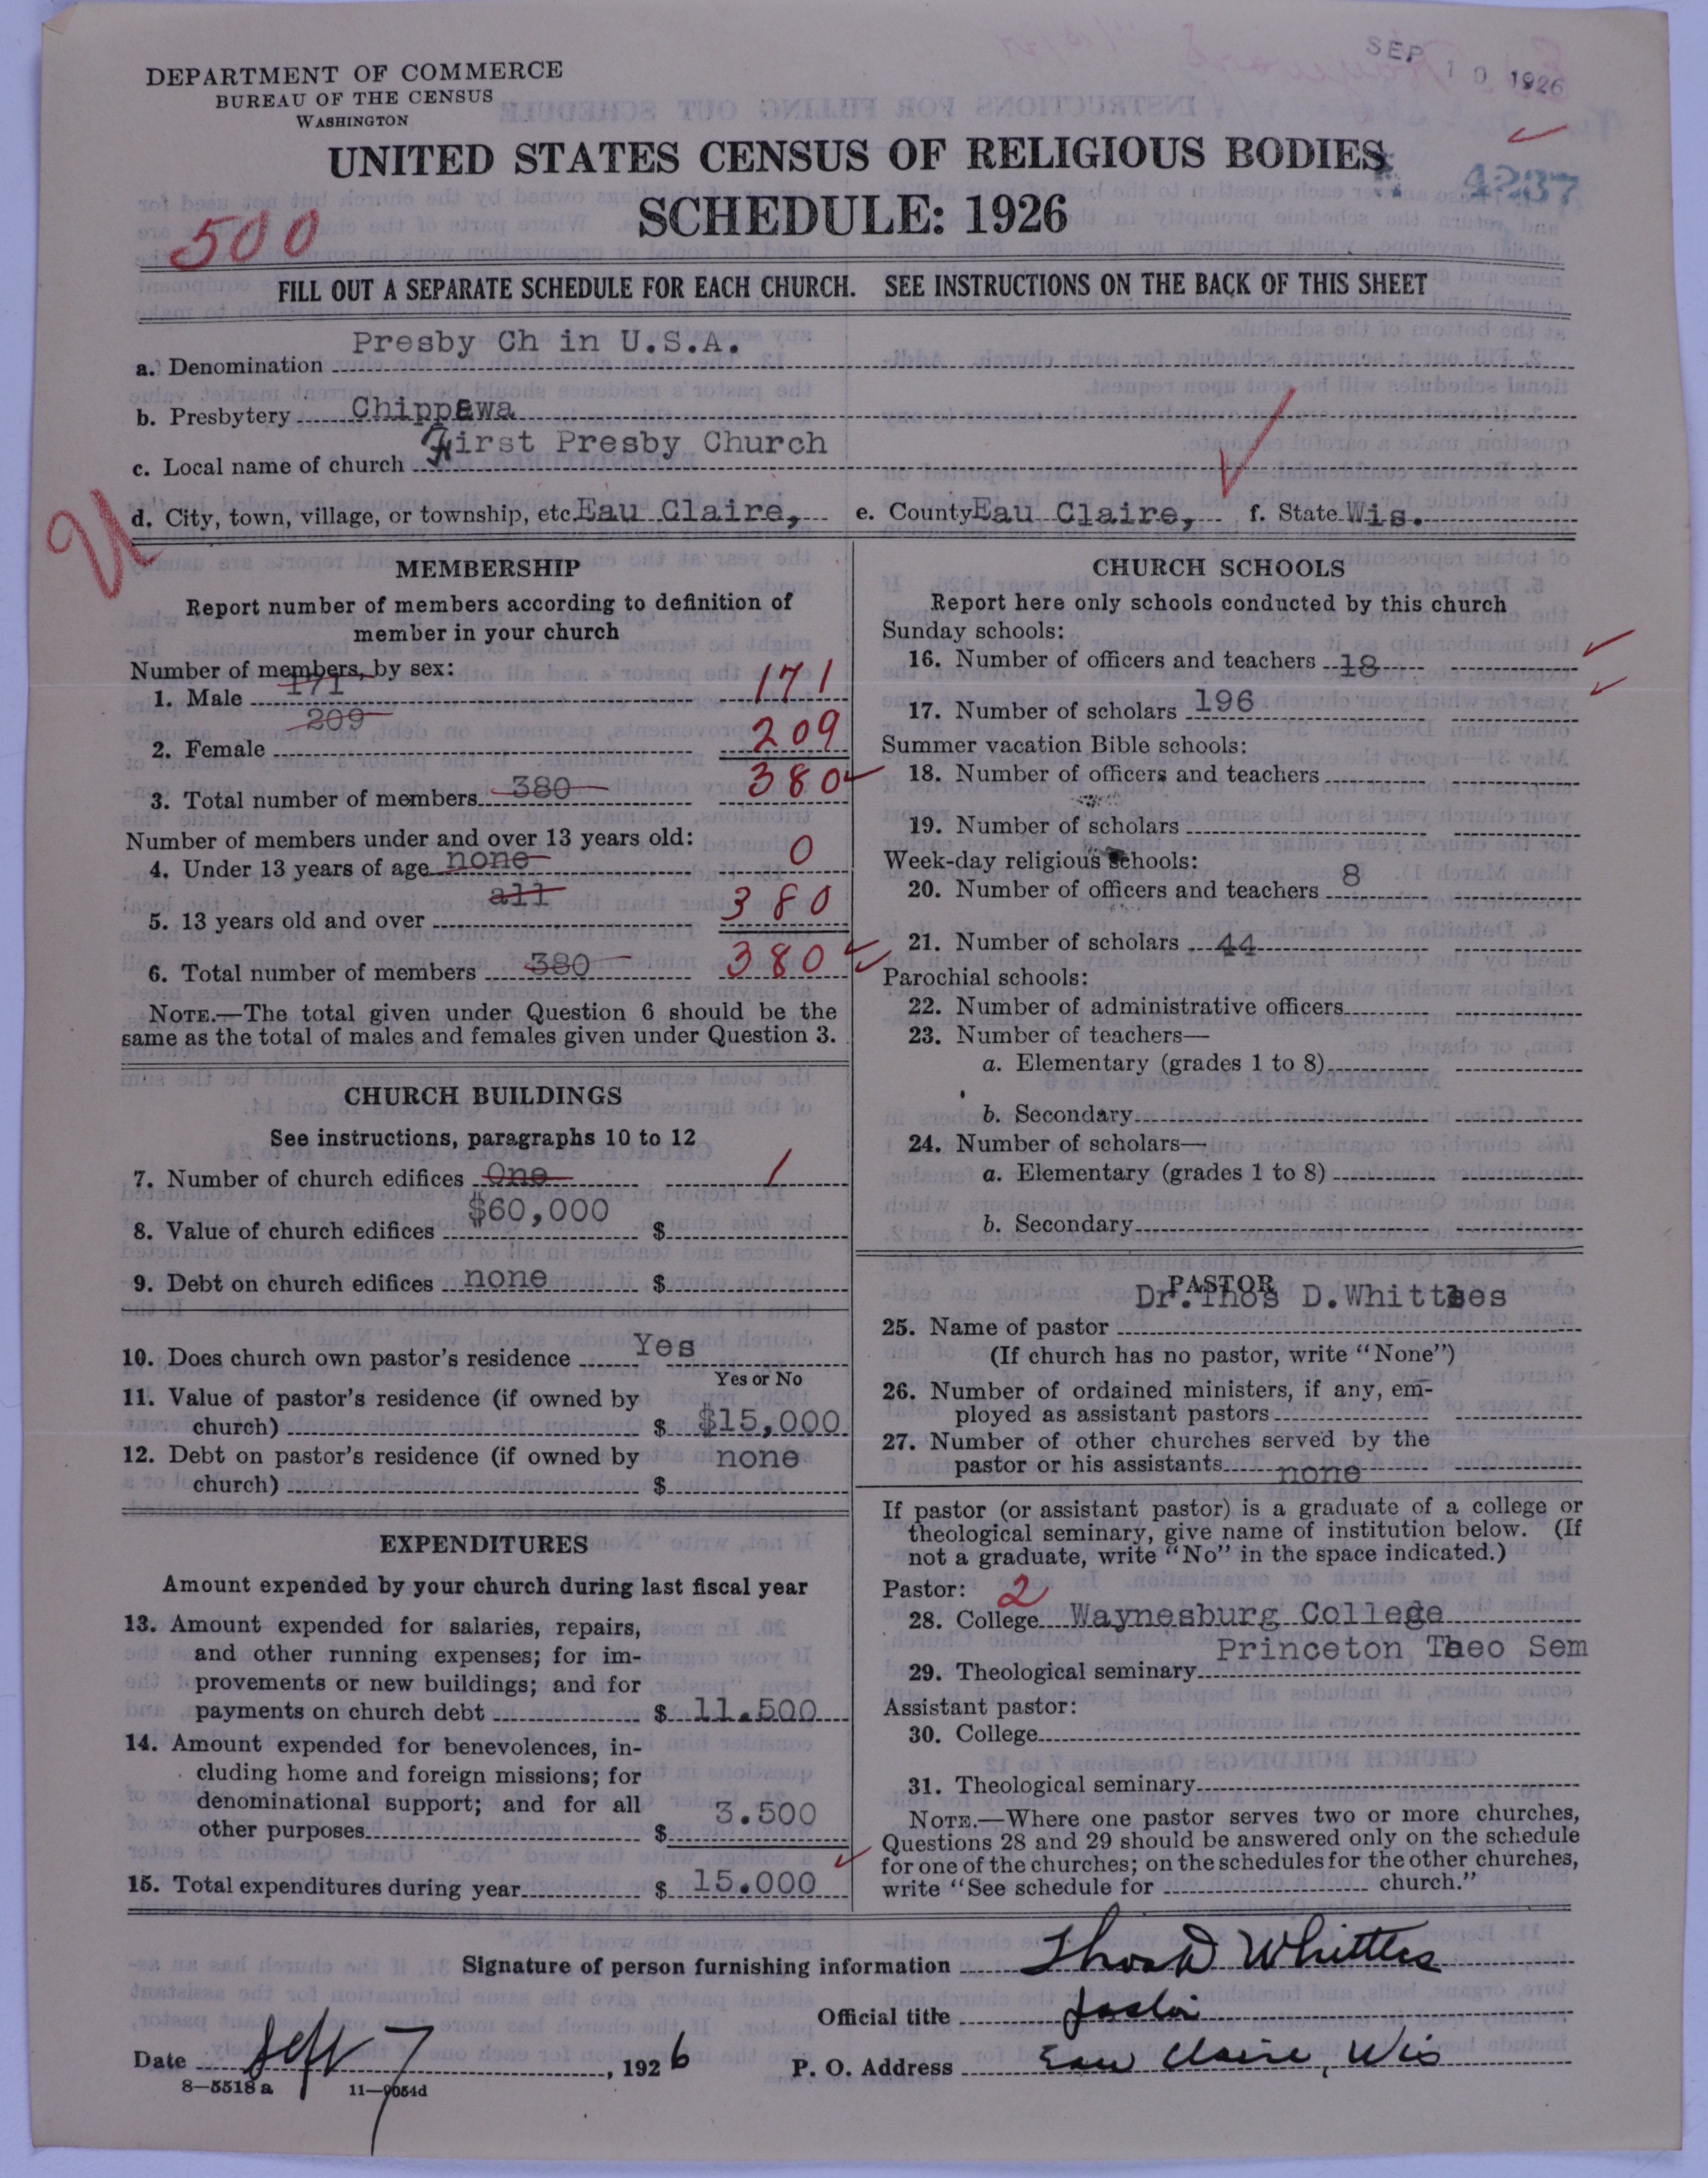 SEP 10 1926
DEPARTMENT OF COMMERCE
BUREAU OF THE CENSUS
WASHINGTON
UNITED STATES CENSUS OF RELIGIOUS BODIES
4237
SCHEDULE: 1926
500
FILL OUT A SEPARATE SCHEDULE FOR EACH CHURCH. SEE INSTRUCTIONS ON THE BACK OF THIS SHEET
a. Denomination Presby Ch in U.S.A.
b. Presbytery Chippewa
c. Local name of church First Presby Church
U
d. City, town, village, or township, etc. Eau Claire, e. County Eau Claire, f. State Wis.
MEMBERSHIP
Report number of members according to definition of
member in your church
Number of members, by sex:
1. Male 171 171
2. Female 209 209
3. Total number of members 380 380
Number of members under and over 13 years old:
4. Under 13 years of age none 0
5. 13 years old and over all 380
6. Total number of members 380 380
NOTE.—The total given under Question 6 should be the
same as the total of males and females given under Question 3.
CHURCH BUILDINGS
See instructions, paragraphs 10 to 12
7. Number of church edifices One 1
8. Value of church edifices $60,000 $
9. Debt on church edifices none $
10. Does church own pastor's residence Yes
Yes or No
11. Value of pastor's residence (if owned by
church) $ $15,000
12. Debt on pastor's residence (if owned by
church) $ none
EXPENDITURES
Amount expended by your church during last fiscal year
13. Amount expended for salaries, repairs,
and other running expenses; for im-
provements or new buildings; and for
payments on church debt $ 11.500
14. Amount expended for benevolences, in-
cluding home and foreign missions; for
denominational support; and for all
other purposes $ 3.500
15. Total expenditures during year $ 15.000
CHURCH SCHOOLS
Report here only schools conducted by this church
Sunday schools:
16. Number of officers and teachers 18
17. Number of scholars 196
Summer vacation Bible schools:
18. Number of officers and teachers
19. Number of scholars
Week-day religious schools:
20. Number of officers and teachers 8
21. Number of scholars 44
Parochial schools:
22. Number of administrative officers
23. Number of teachers—
a. Elementary (grades 1 to 8)
b. Secondary
24. Number of scholars—
a. Elementary (grades 1 to 8)
b. Secondary
PASTOR
25. Name of pastor Dr. Thos D. Whittles
(If church has no pastor, write "None")
26. Number of ordained ministers, if any, em-
ployed as assistant pastors
27. Number of other churches served by the
pastor or his assistants none
If pastor (or assistant pastor) is a graduate of a college or
theological seminary, give name of institution below. (If
not a graduate, write "No" in the space indicated.)
Pastor: 2
28. College Waynesburg College
29. Theological seminary Princeton Theo Sem
Assistant pastor:
30. College
31. Theological seminary
NOTE.—Where one pastor serves two or more churches,
Questions 28 and 29 should be answered only on the schedule
for one of the churches; on the schedules for the other churches,
write "See schedule for church."
Signature of person furnishing information Thos D Whittles
Official title Pastor
Date Sept 7, 1926 P. O. Address Eau Claire, Wis
8—5518 a 11—9054d